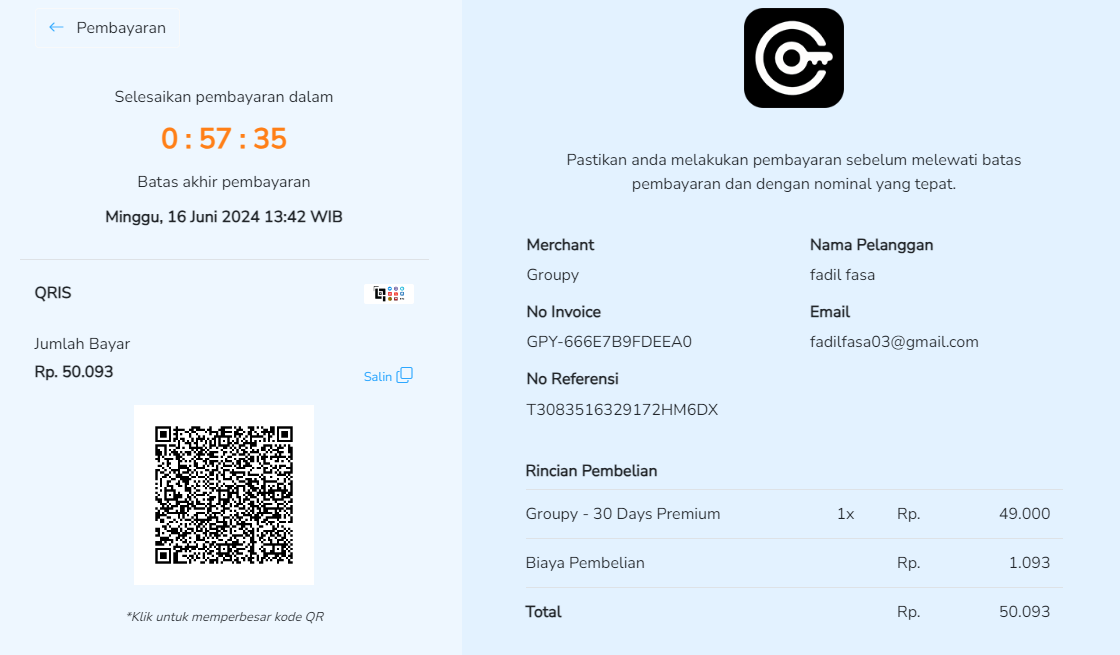 Pembayaran
Selesaikan pembayaran dalam
0 : 57 : 35
Batas akhir pembayaran
Minggu, 16 Juni 2024 13:42 WIB
QRIS
Jumlah Bayar
Rp. 50.093
Salin
*Klik untuk memperbesar kode QR
Pastikan anda melakukan pembayaran sebelum melewati batas
pembayaran dan dengan nominal yang tepat.
Merchant
Groupy
Nama Pelanggan
fadil fasa
No Invoice
GPY-666E7B9FDEEA0
Email
fadilfasa03@gmail.com
No Referensi
T3083516329172HM6DX
Rincian Pembelian
Groupy - 30 Days Premium 1x Rp. 49.000
Biaya Pembelian Rp. 1.093
Total Rp. 50.093